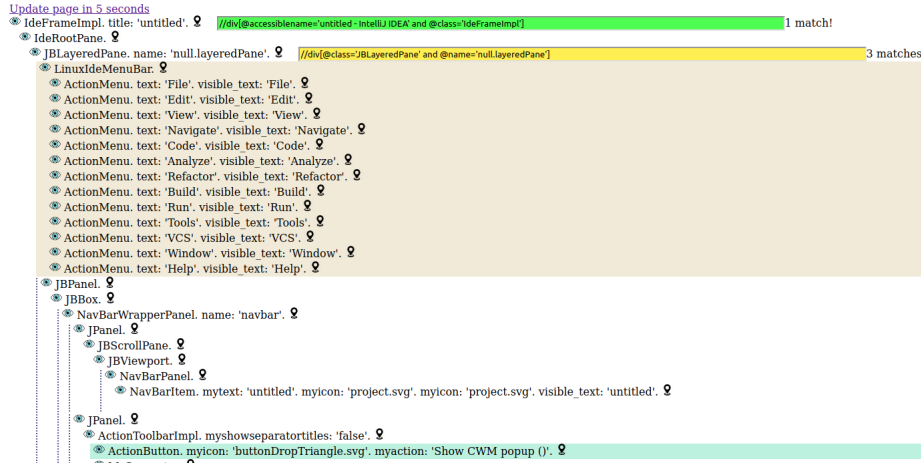 Update page in 5 seconds
IdeFrameImpl. title: 'untitled'. //div[@accessiblename='untitled - IntelliJ IDEA' and @class='IdeFrameImpl'] 1 match!
IdeRootPane.
JBLayeredPane. name: 'null.layeredPane'. //div[@class='JBLayeredPane' and @name='null.layeredPane'] 3 matches
LinuxIdeMenuBar.
ActionMenu. text: 'File'. visible_text: 'File'.
ActionMenu. text: 'Edit'. visible_text: 'Edit'.
ActionMenu. text: 'View'. visible_text: 'View'.
ActionMenu. text: 'Navigate'. visible_text: 'Navigate'.
ActionMenu. text: 'Code'. visible_text: 'Code'.
ActionMenu. text: 'Analyze'. visible_text: 'Analyze'.
ActionMenu. text: 'Refactor'. visible_text: 'Refactor'.
ActionMenu. text: 'Build'. visible_text: 'Build'.
ActionMenu. text: 'Run'. visible_text: 'Run'.
ActionMenu. text: 'Tools'. visible_text: 'Tools'.
ActionMenu. text: 'VCS'. visible_text: 'VCS'.
ActionMenu. text: 'Window'. visible_text: 'Window'.
ActionMenu. text: 'Help'. visible_text: 'Help'.
JBPanel.
JBBox.
NavBarWrapperPanel. name: 'navbar'.
JPanel.
JBScrollPane.
JBViewport.
NavBarPanel.
NavBarItem. mytext: 'untitled'. myicon: 'project.svg'. myicon: 'project.svg'. visible_text: 'untitled'.
JPanel.
ActionToolbarImpl. myshowseparatortitles: 'false'.
ActionButton. myicon: 'buttonDropTriangle.svg'. myaction: 'Show CWM popup ()'.